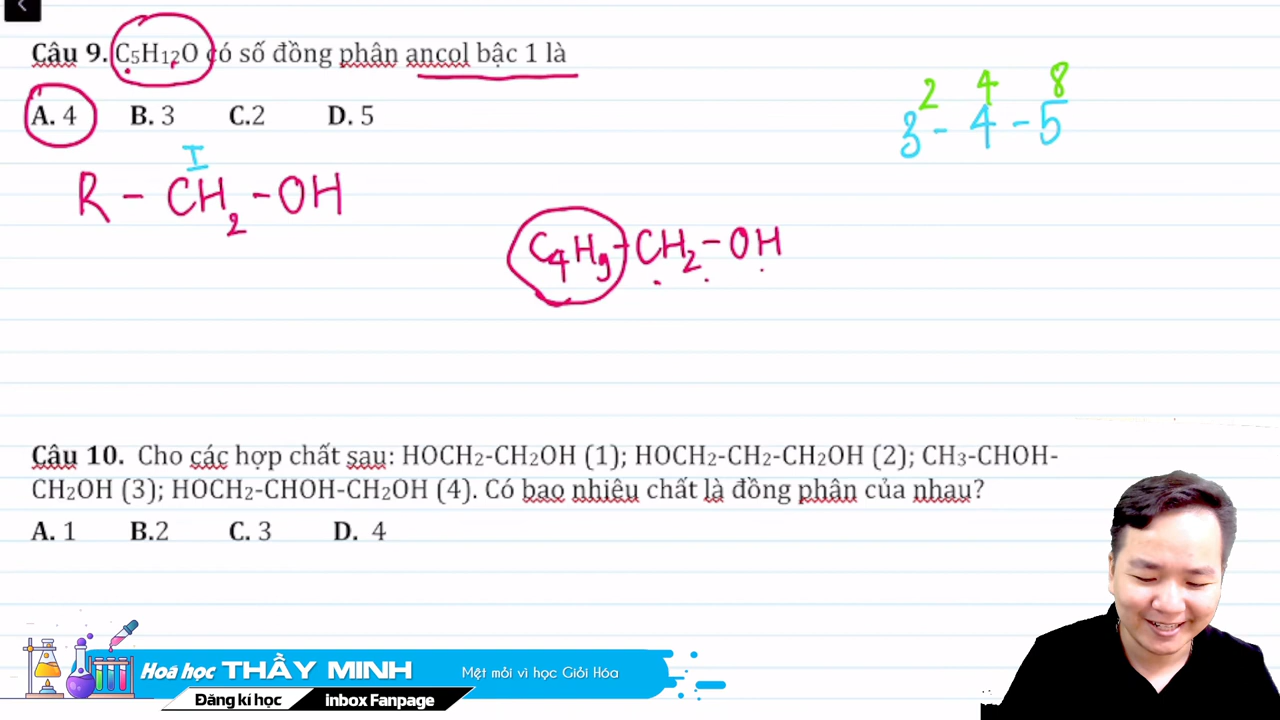 Câu 9. C5H12O có số đồng phân ancol bậc 1 là
A. 4 B. 3 C.2 D. 5
2 4 8
3 - 4 - 5
I
R - CH2 - OH
C4H9 - CH2 - OH
Câu 10. Cho các hợp chất sau: HOCH2-CH2OH (1); HOCH2-CH2-CH2OH (2); CH3-CHOH-
CH2OH (3); HOCH2-CHOH-CH2OH (4). Có bao nhiêu chất là đồng phân của nhau?
A. 1 B.2 C. 3 D. 4
Hoá học THẦY MINH Mệt mỏi vì học Giỏi Hóa
Đăng kí học inbox Fanpage